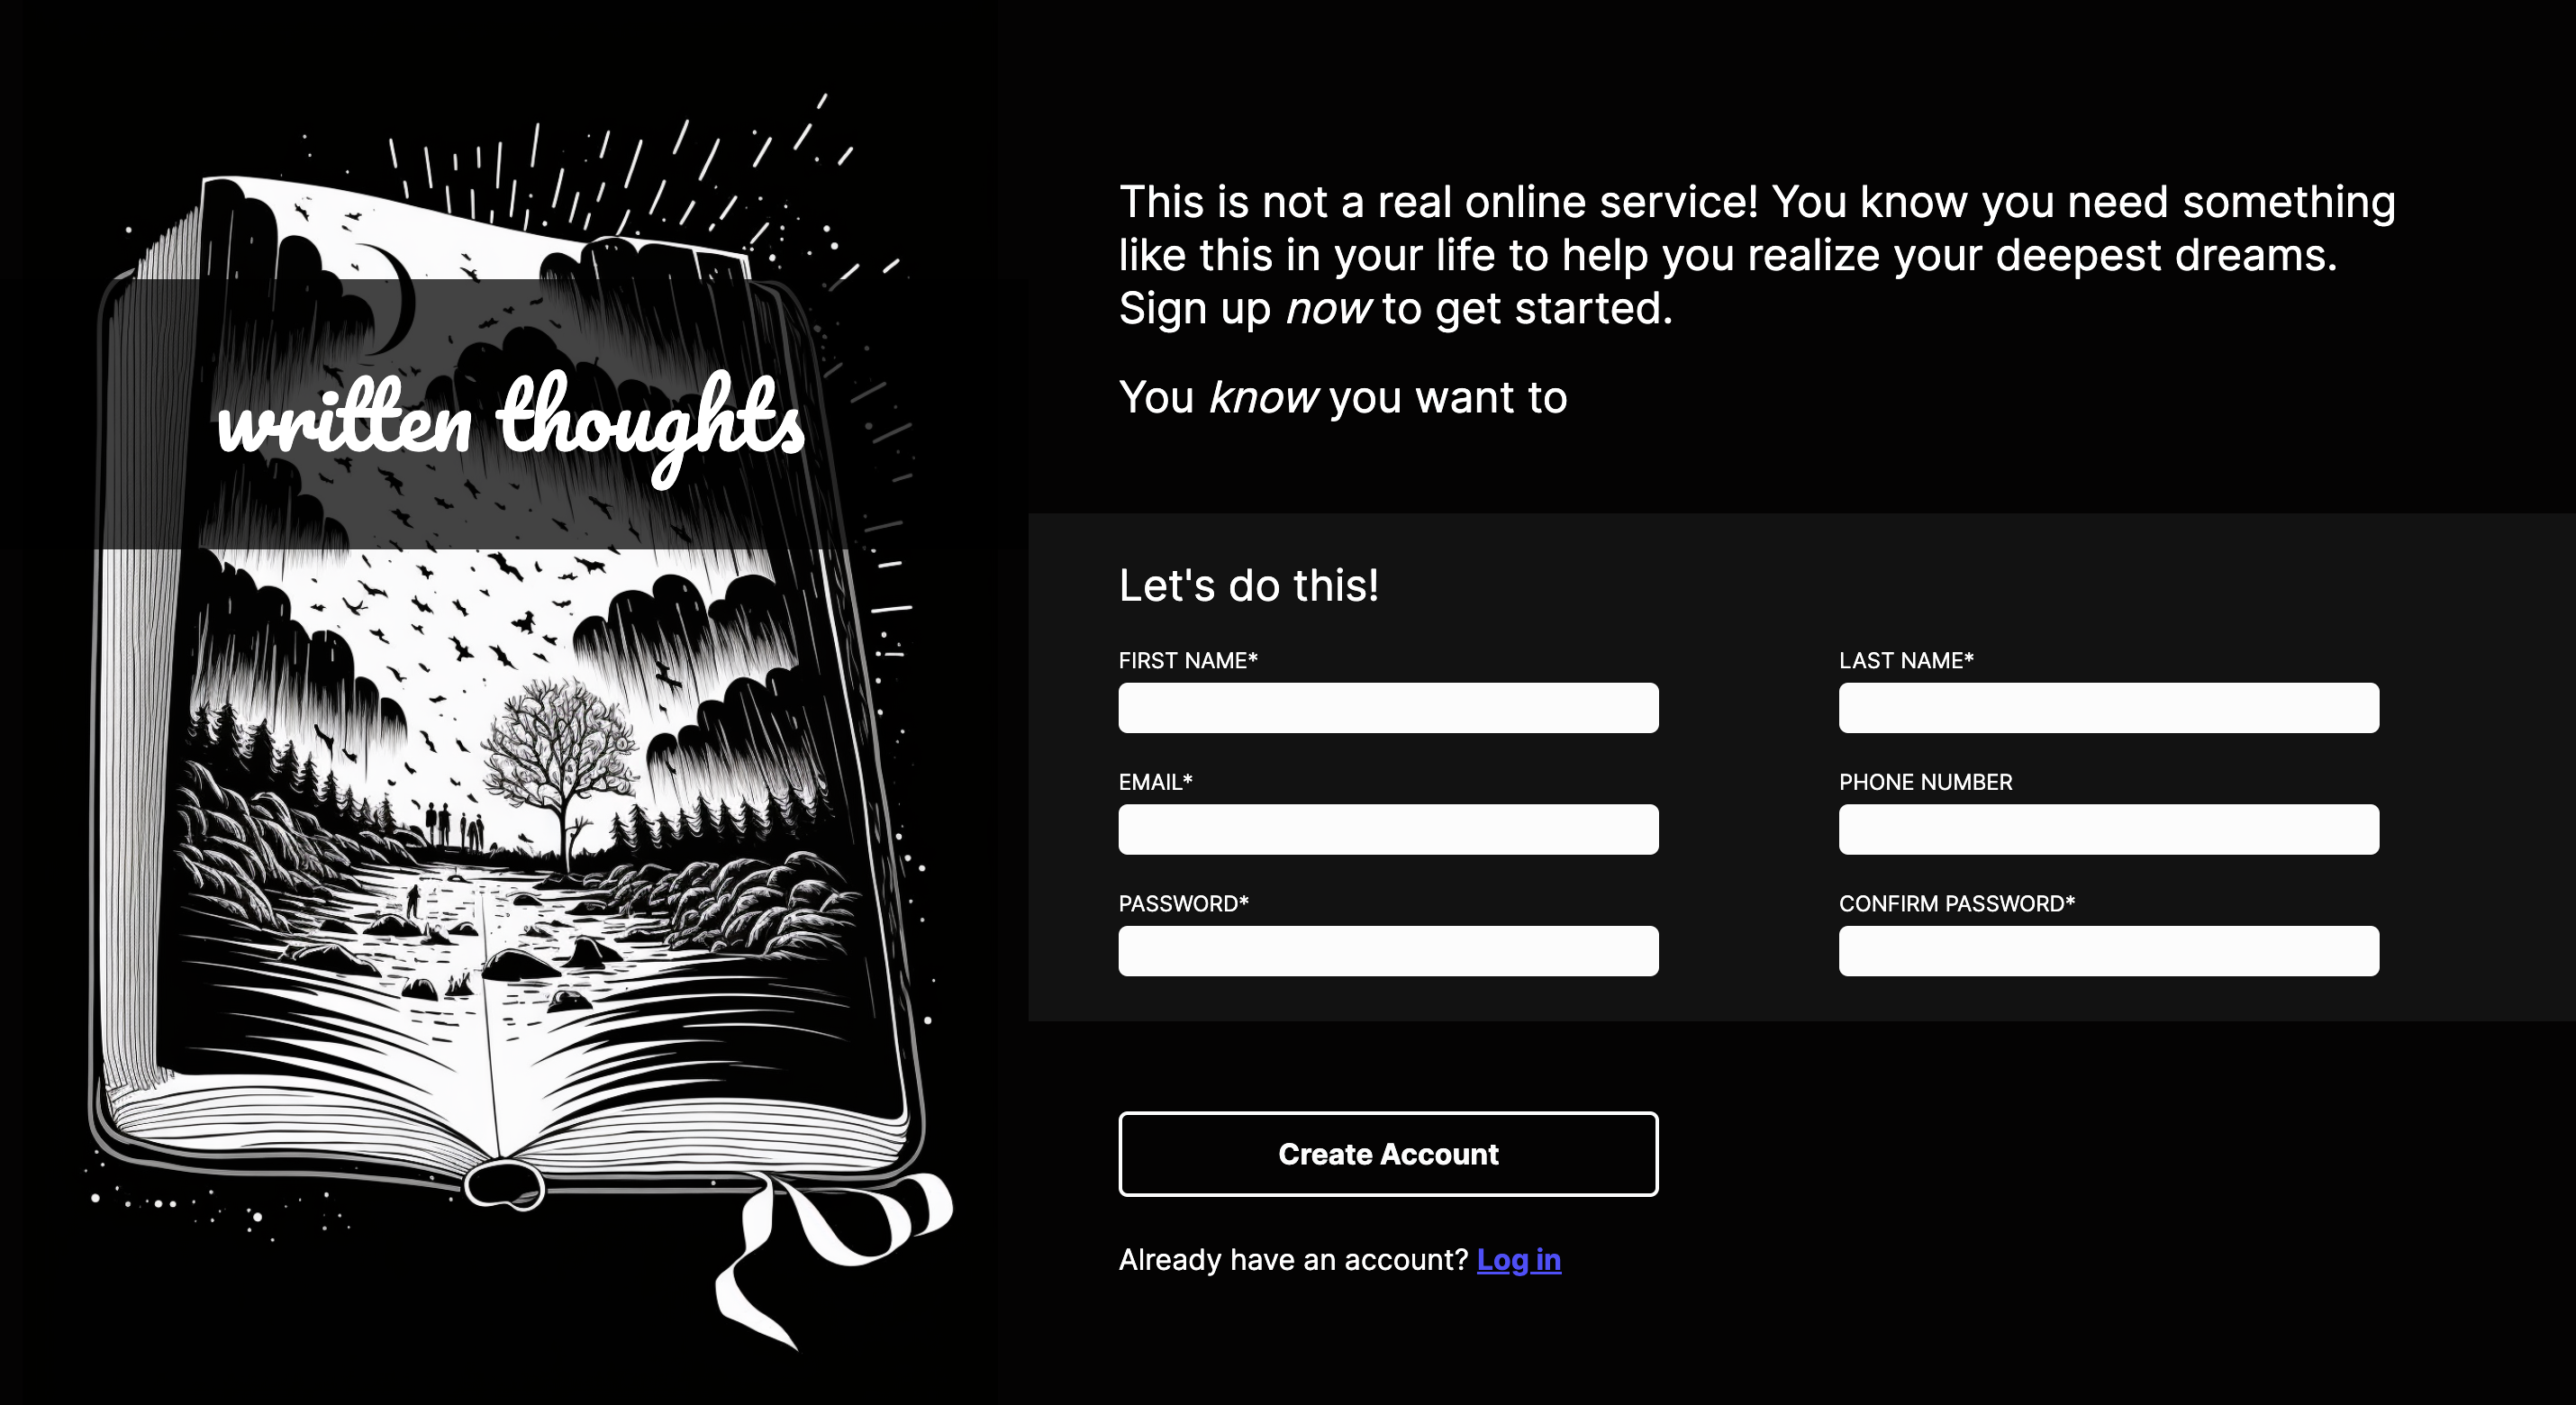 written thoughts
This is not a real online service! You know you need something
like this in your life to help you realize your deepest dreams.
Sign up now to get started.
You know you want to
Let's do this!
FIRST NAME*
LAST NAME*
EMAIL*
PHONE NUMBER
PASSWORD*
CONFIRM PASSWORD*
Create Account
Already have an account? Log in